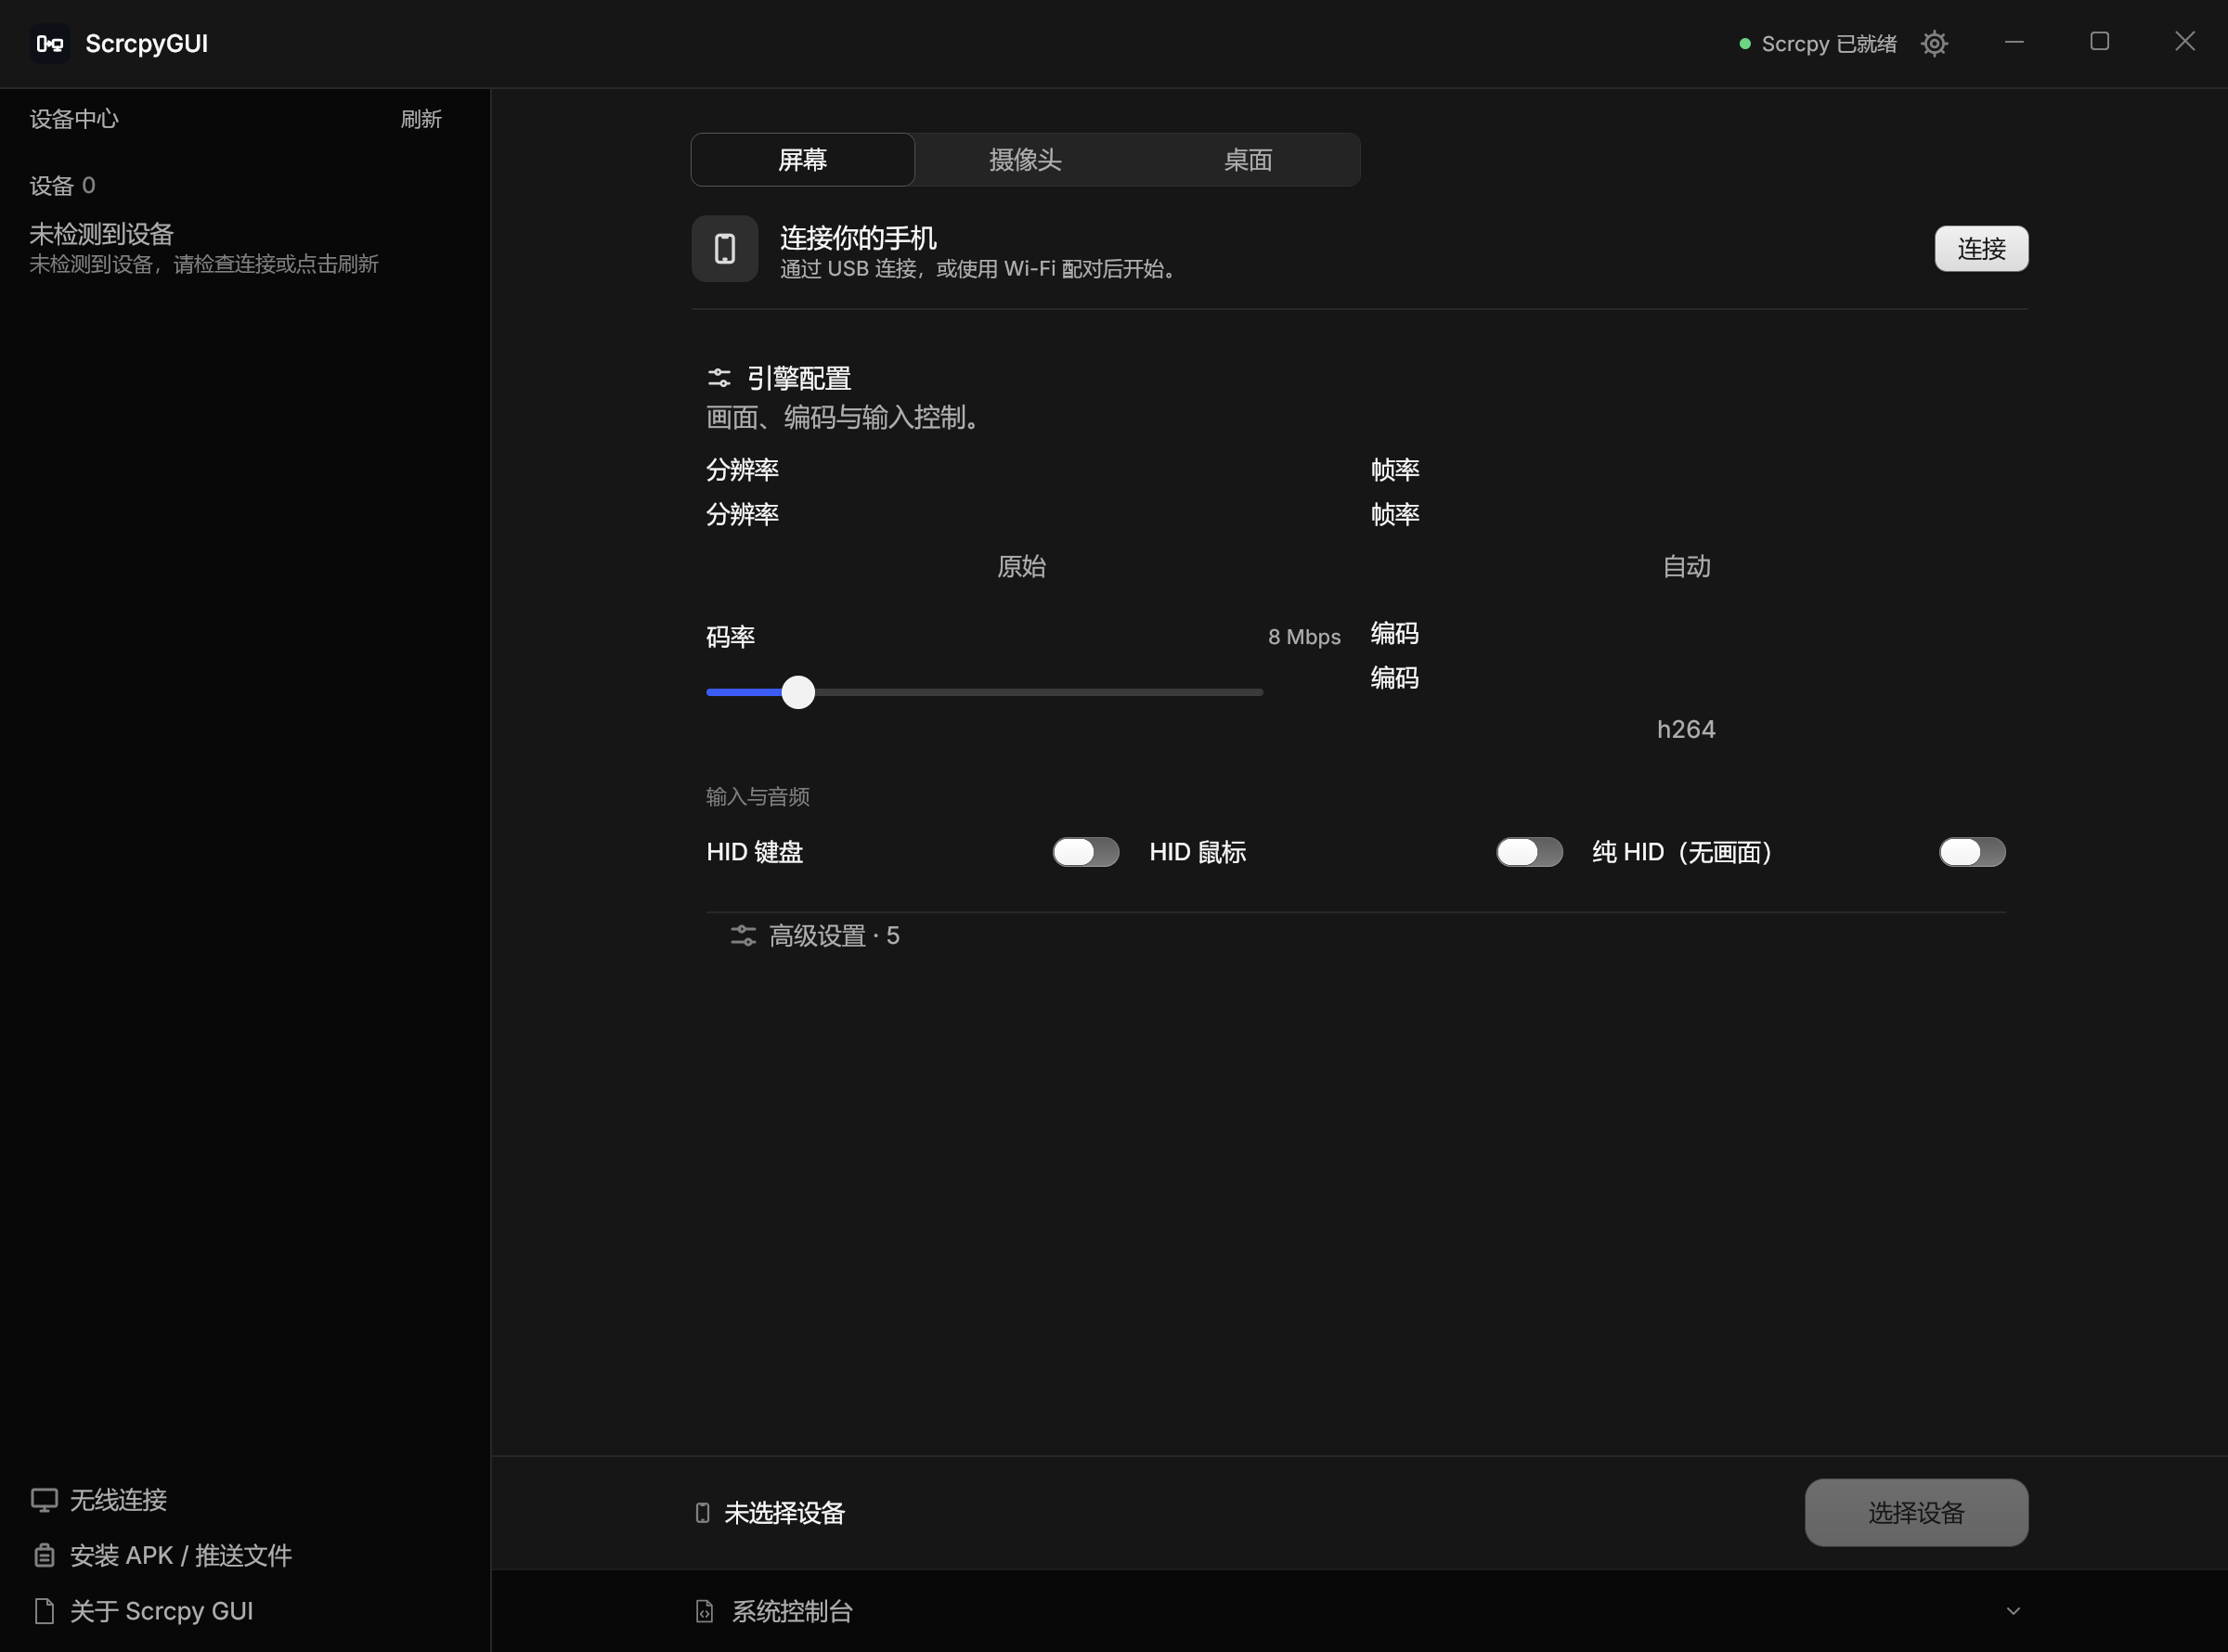 ScrcpyGUI
Scrcpy 已就绪
设备中心
刷新
设备 0
未检测到设备
未检测到设备，请检查连接或点击刷新
无线连接
安装 APK / 推送文件
关于 Scrcpy GUI
屏幕
摄像头
桌面
连接你的手机
通过 USB 连接，或使用 Wi-Fi 配对后开始。
连接
引擎配置
画面、编码与输入控制。
分辨率
分辨率
原始
帧率
帧率
自动
码率
8 Mbps
编码
编码
h264
输入与音频
HID 键盘
HID 鼠标
纯 HID（无画面）
高级设置 · 5
未选择设备
选择设备
系统控制台